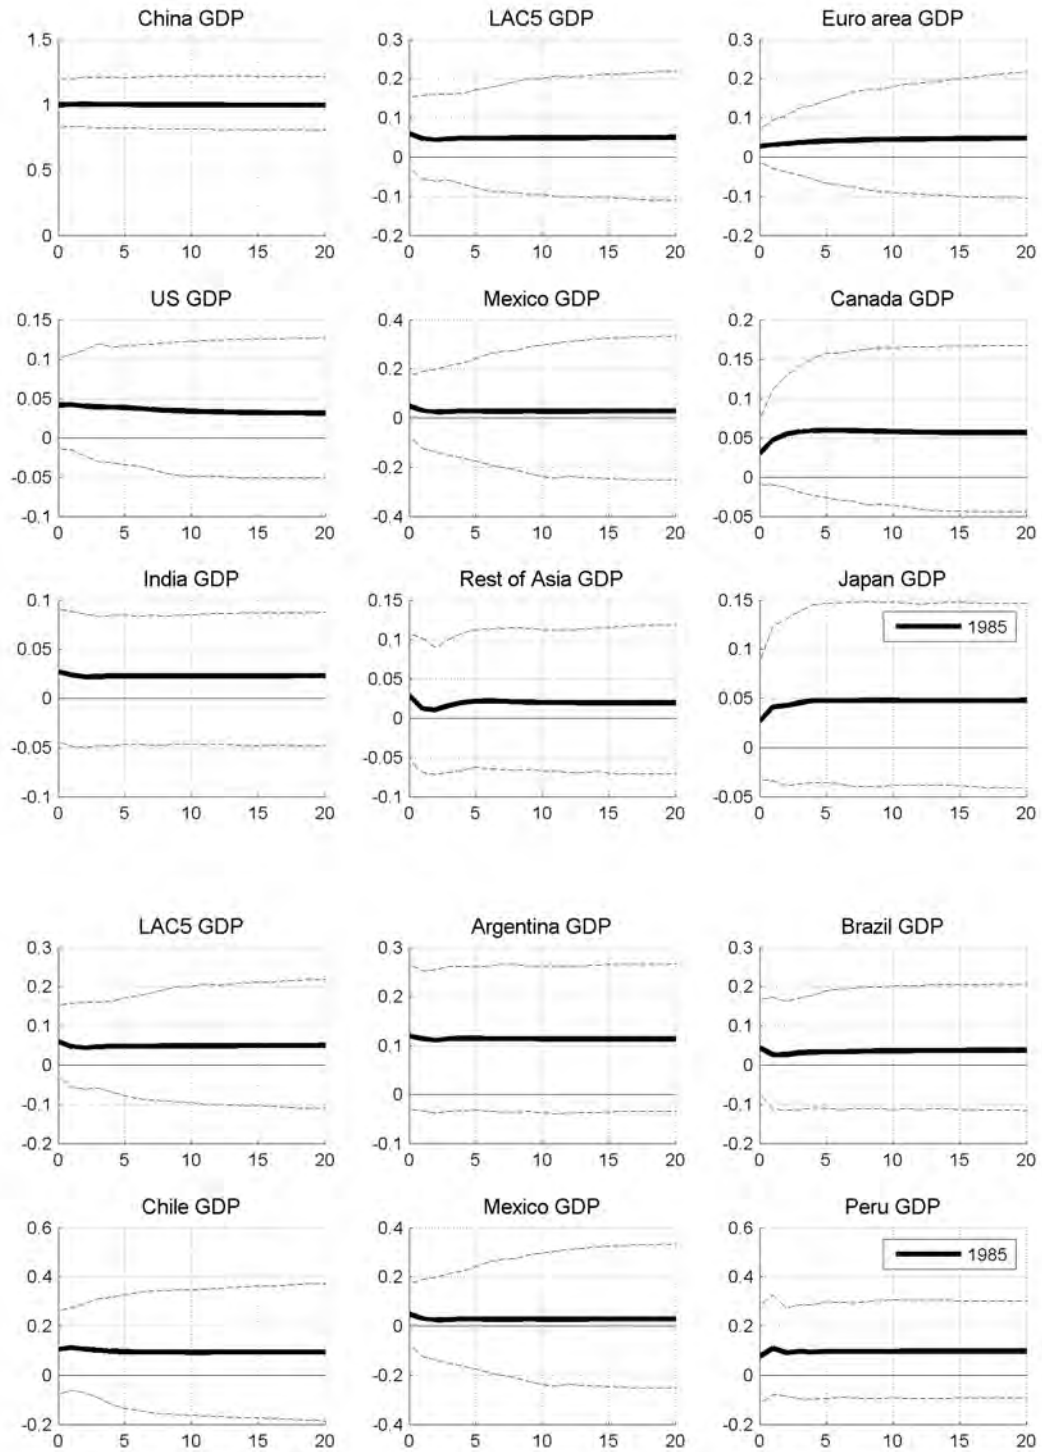 China GDP
1.5
1
0.5
0
0 5 10 15 20
LAC5 GDP
0.3
0.2
0.1
0
-0.1
-0.2
0 5 10 15 20
Euro area GDP
0.3
0.2
0.1
0
-0.1
-0.2
0 5 10 15 20
US GDP
0.15
0.1
0.05
0
-0.05
-0.1
0 5 10 15 20
Mexico GDP
0.4
0.2
0
-0.2
-0.4
0 5 10 15 20
Canada GDP
0.2
0.15
0.1
0.05
0
-0.05
0 5 10 15 20
India GDP
0.1
0.05
0
-0.05
-0.1
0 5 10 15 20
Rest of Asia GDP
0.15
0.1
0.05
0
-0.05
-0.1
0 5 10 15 20
Japan GDP
0.15
0.1
0.05
0
-0.05
1985
0 5 10 15 20
LAC5 GDP
0.3
0.2
0.1
0
-0.1
-0.2
0 5 10 15 20
Argentina GDP
0.3
0.2
0.1
0
-0.1
0 5 10 15 20
Brazil GDP
0.3
0.2
0.1
0
-0.1
-0.2
0 5 10 15 20
Chile GDP
0.6
0.4
0.2
0
-0.2
0 5 10 15 20
Mexico GDP
0.4
0.2
0
-0.2
-0.4
0 5 10 15 20
Peru GDP
0.6
0.4
0.2
0
-0.2
1985
0 5 10 15 20